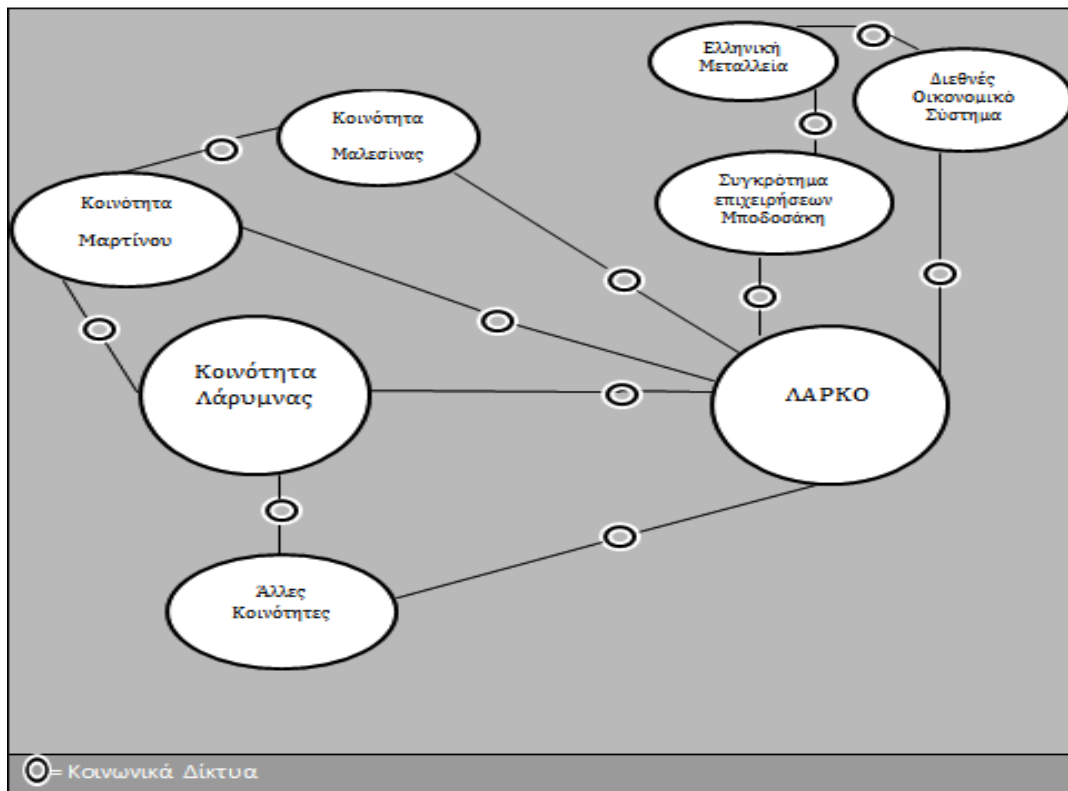 Ελληνική
Μεταλλεία
Διεθνές
Οικονομικό
Σύστημα
Κοινότητα
Μαλεσίνας
Κοινότητα
Μαρτίνου
Συγκρότημα
επιχειρήσεων
Μποδοσάκη
Κοινότητα
Λάρυμνας
ΛΑΡΚΟ
Άλλες
Κοινότητες
= Κοινωνικά Δίκτυα